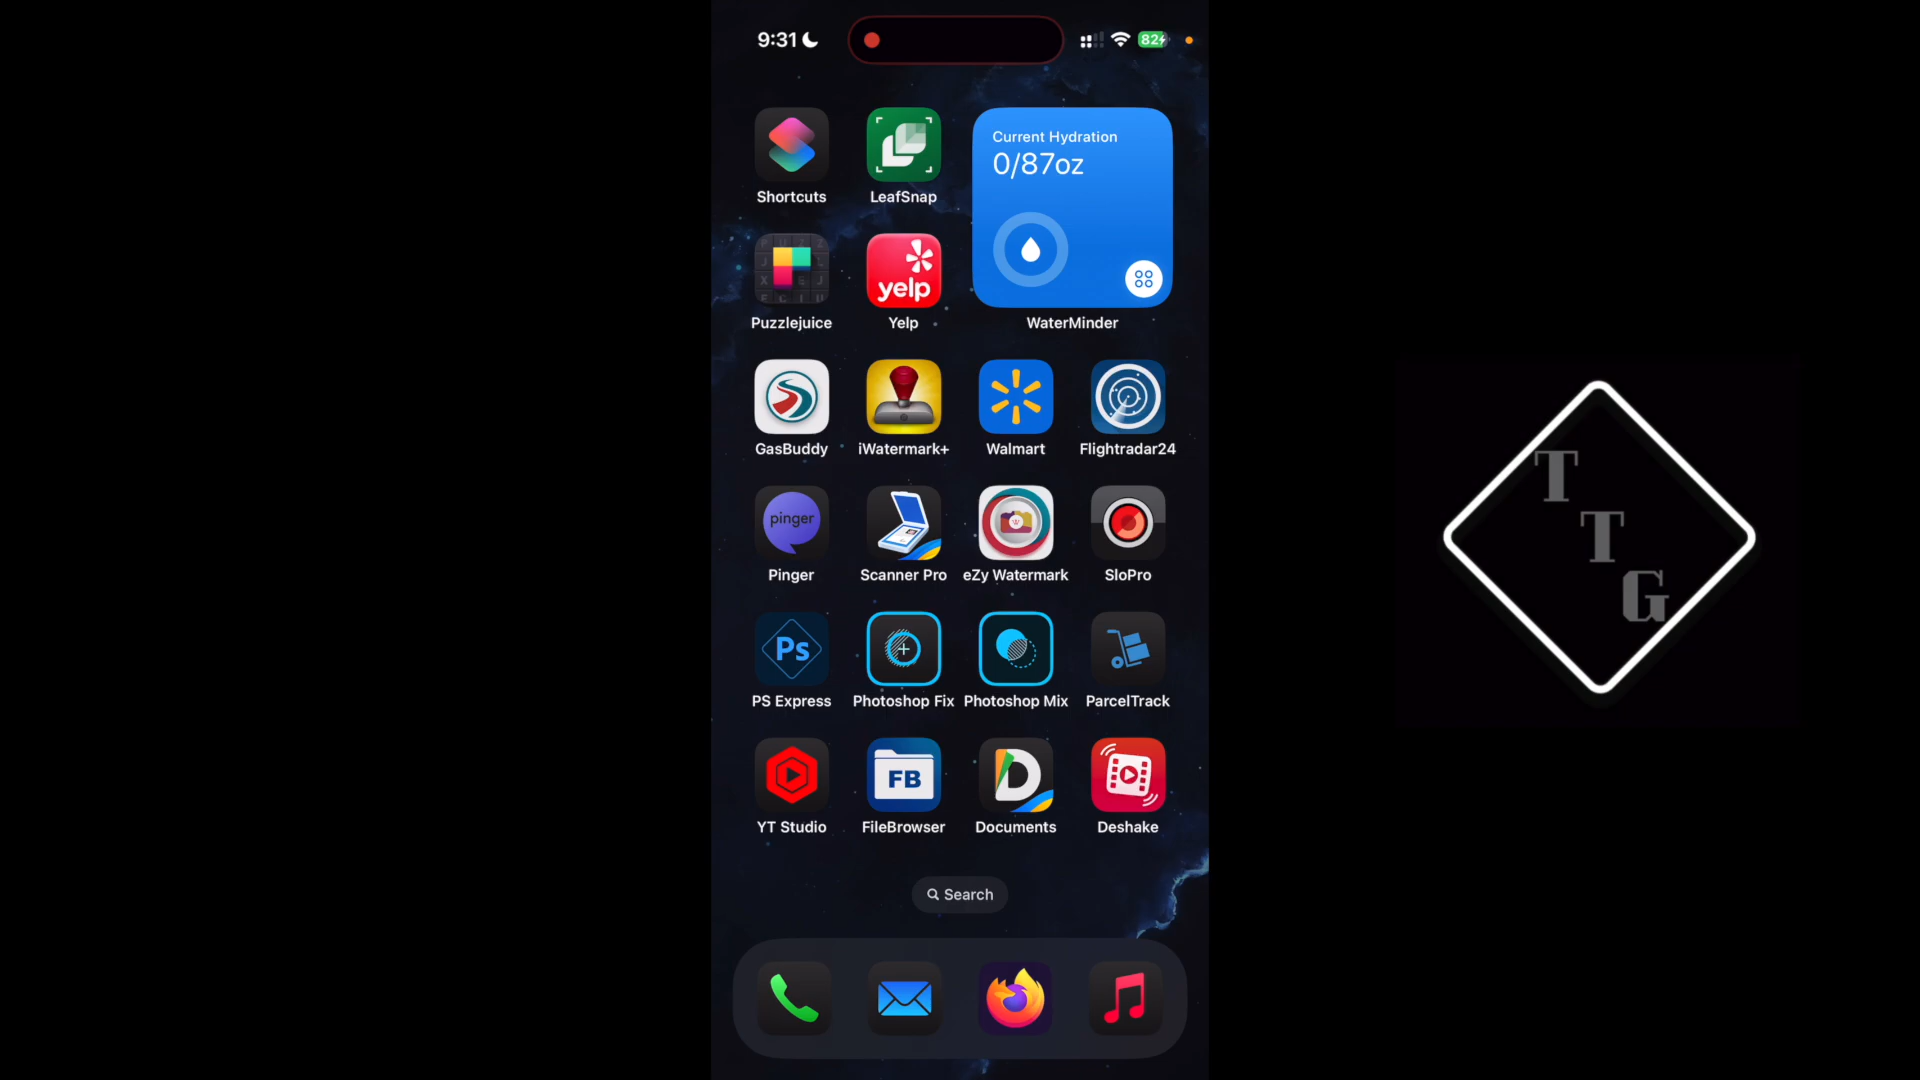 9:31
82
Current Hydration
0/87oz
Shortcuts
LeafSnap
yelp
Puzzlejuice
Yelp
WaterMinder
GasBuddy
iWatermark+
Walmart
Flightradar24
pinger
Pinger
Scanner Pro
eZy Watermark
SloPro
Ps
PS Express
Photoshop Fix
Photoshop Mix
ParcelTrack
FB
D
YT Studio
FileBrowser
Documents
Deshake
Search
T
T
G